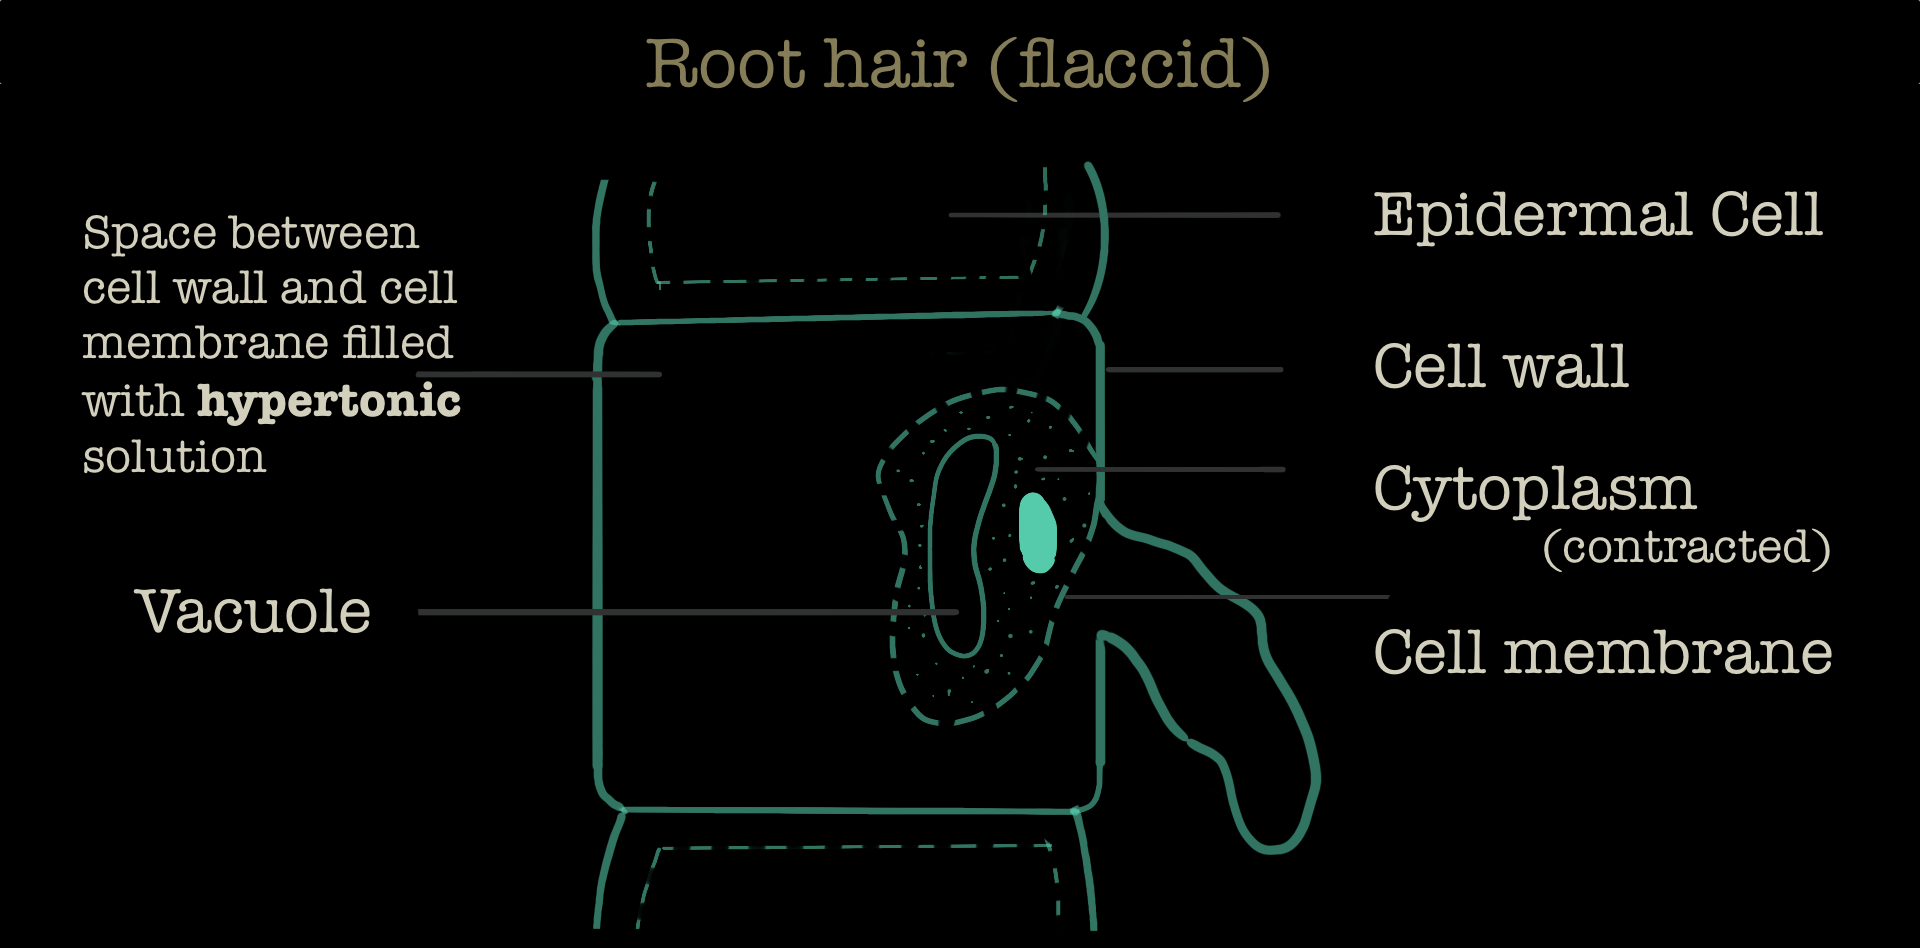 Root hair (flaccid)
Space between
cell wall and cell
membrane filled
with hypertonic
solution
Vacuole
Epidermal Cell
Cell wall
Cytoplasm
(contracted)
Cell membrane